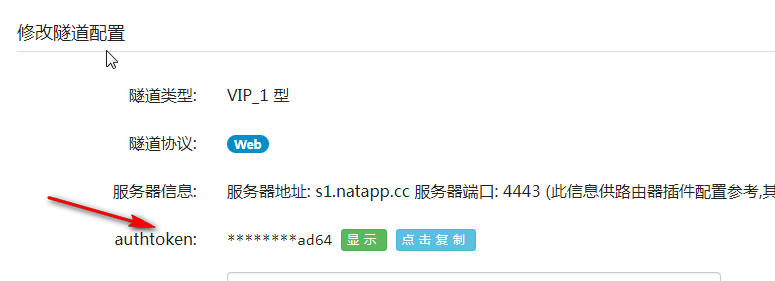 修改隧道配置
隧道类型: VIP_1 型
隧道协议: Web
服务器信息: 服务器地址: s1.natapp.cc 服务器端口: 4443 (此信息供路由器插件配置参考,其
authtoken: ********ad64 显示 点击复制